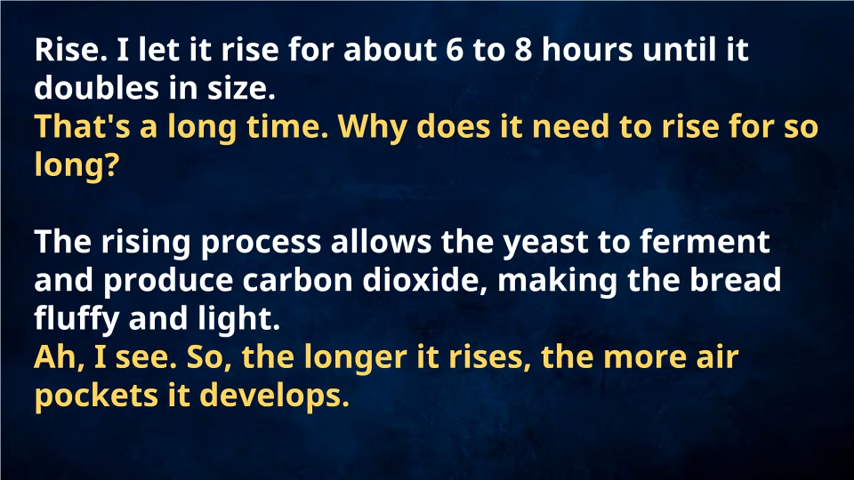 Rise. I let it rise for about 6 to 8 hours until it
doubles in size.
That's a long time. Why does it need to rise for so
long?
The rising process allows the yeast to ferment
and produce carbon dioxide, making the bread
fluffy and light.
Ah, I see. So, the longer it rises, the more air
pockets it develops.